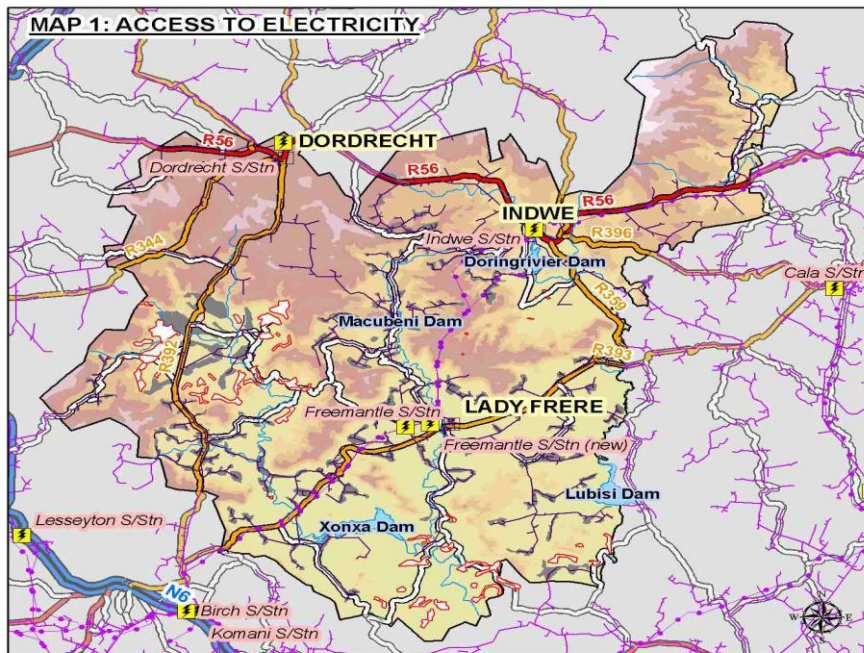 MAP 1: ACCESS TO ELECTRICITY
R56
DORDRECHT
Dordrecht S/Stn
R56
R56
INDWE
R396
Indwe S/Stn
R344
Doringrivier Dam
Cala S/Stn
R359
Macubeni Dam
R392
R393
Freemantle S/Stn
LADY FRERE
Freemantle S/Stn (new)
Lubisi Dam
Lesseyton S/Stn
Xonxa Dam
N6
Birch S/Stn
Komani S/Stn
N
W
E
S